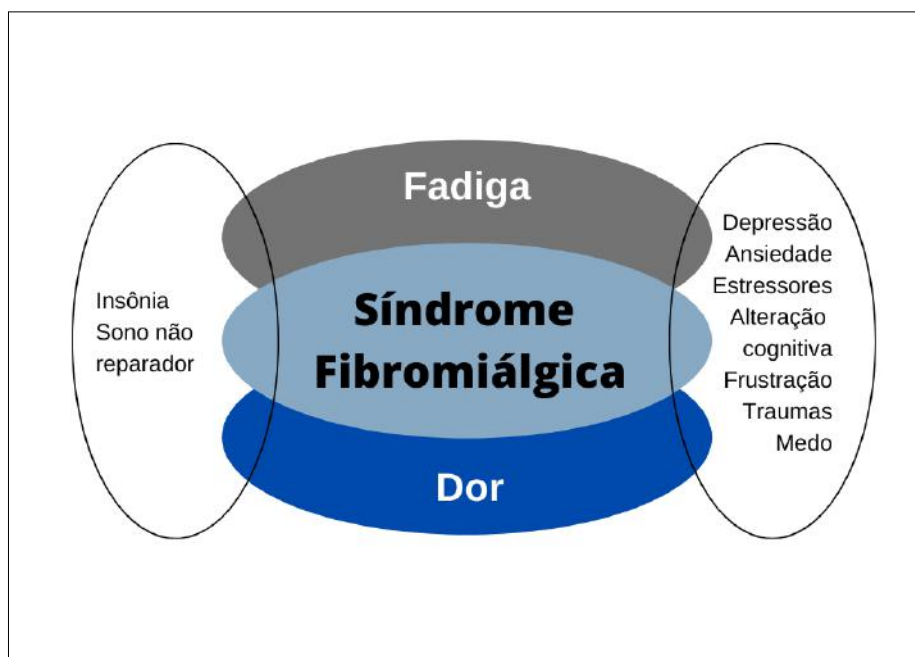 Fadiga
Síndrome
Fibromiálgica
Dor
Insônia
Sono não
reparador
Depressão
Ansiedade
Estressores
Alteração
cognitiva
Frustração
Traumas
Medo